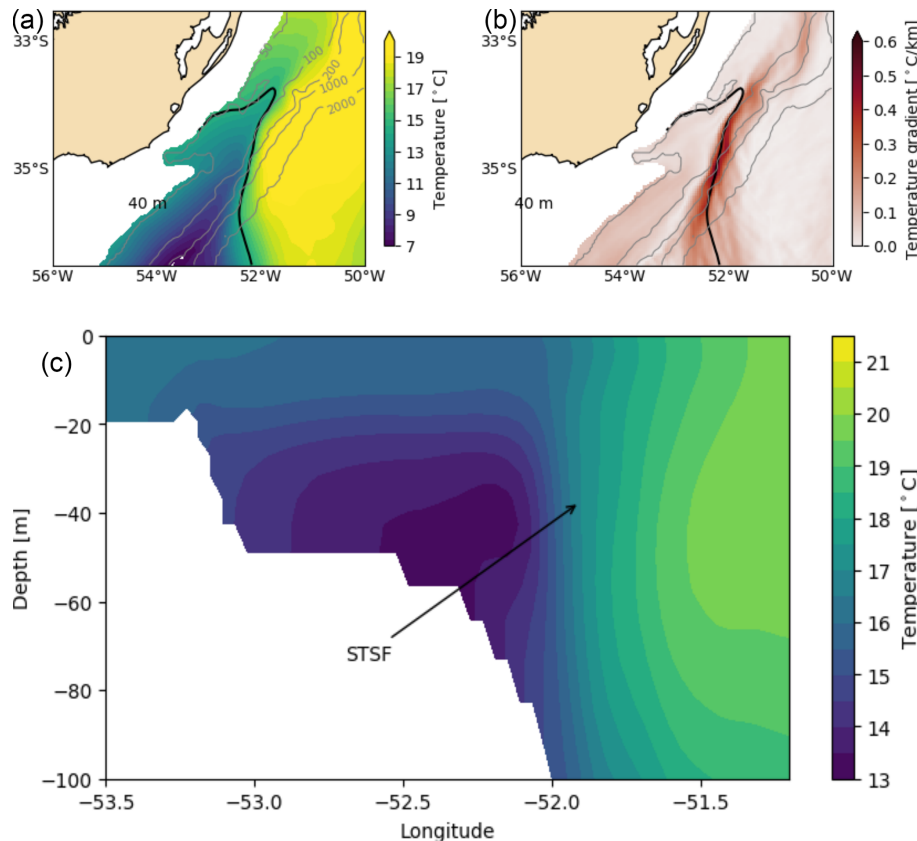 (a)
33°S
35°S
56°W
54°W
52°W
50°W
40 m
50
100
200
1000
2000
19
17
15
13
11
9
7
Temperature [ °C]
(b)
33°S
35°S
56°W
54°W
52°W
50°W
40 m
0.6
0.5
0.4
0.3
0.2
0.1
0.0
Temperature gradient [ °C/km]
(c)
0
−20
−40
−60
−80
−100
Depth [m]
STSF
−53.5
−53.0
−52.5
−52.0
−51.5
Longitude
21
20
19
18
17
16
15
14
13
Temperature [ °C]